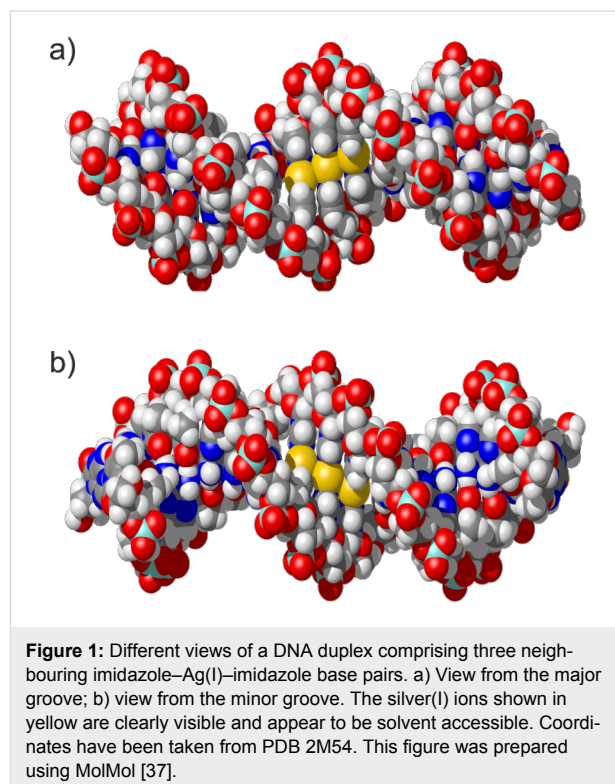 a)
b)
Figure 1: Different views of a DNA duplex comprising three neigh-
bouring imidazole–Ag(I)–imidazole base pairs. a) View from the major
groove; b) view from the minor groove. The silver(I) ions shown in
yellow are clearly visible and appear to be solvent accessible. Coordi-
nates have been taken from PDB 2M54. This figure was prepared
using MolMol [37].